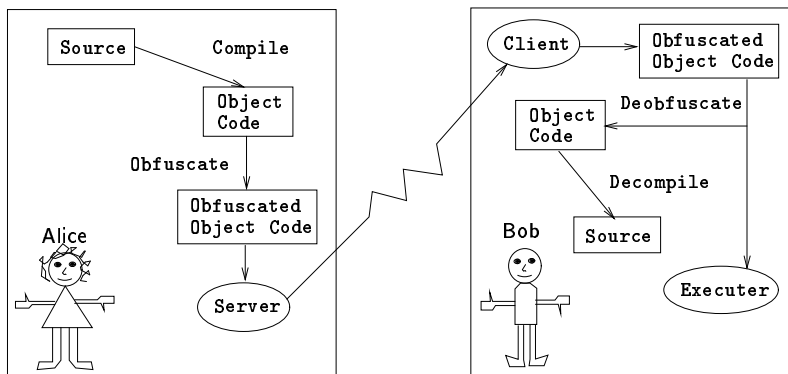 Source
Compile
Object
Code
Obfuscate
Obfuscated
Object Code
Alice
Server
Client
Obfuscated
Object Code
Deobfuscate
Object
Code
Decompile
Bob
Source
Executer